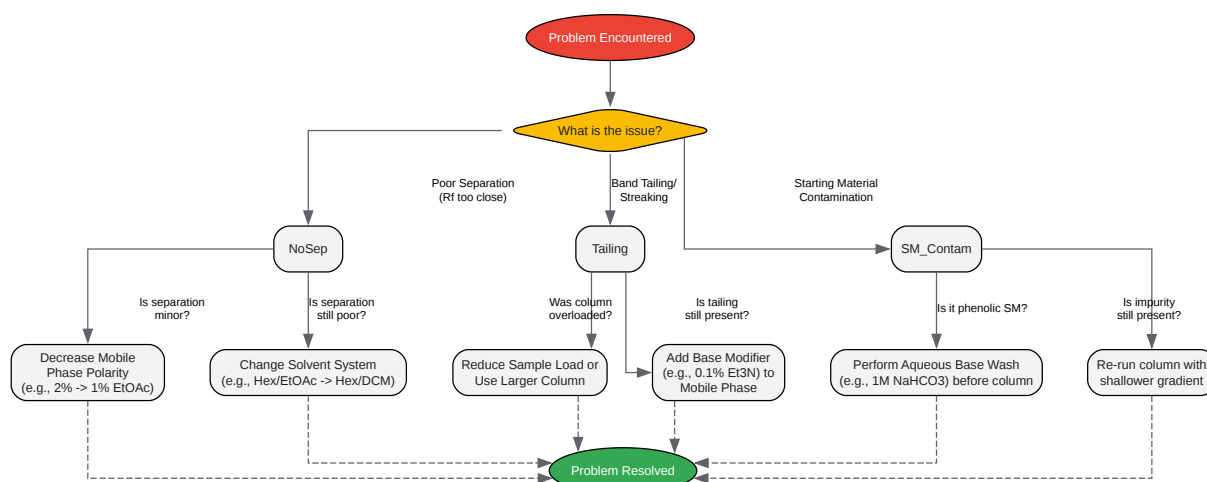 Problem Encountered
What is the issue?
Poor Separation
(Rf too close)
Band Tailing/
Streaking
Starting Material
Contamination
NoSep
Tailing
SM_Contam
Is separation
minor?
Is separation
still poor?
Was column
overloaded?
Is tailing
still present?
Is it phenolic SM?
Is impurity
still present?
Decrease Mobile
Phase Polarity
(e.g., 2% -> 1% EtOAc)
Change Solvent System
(e.g., Hex/EtOAc -> Hex/DCM)
Reduce Sample Load or
Use Larger Column
Add Base Modifier
(e.g., 0.1% Et3N) to
Mobile Phase
Perform Aqueous Base Wash
(e.g., 1M NaHCO3) before column
Re-run column with
shallower gradient
Problem Resolved